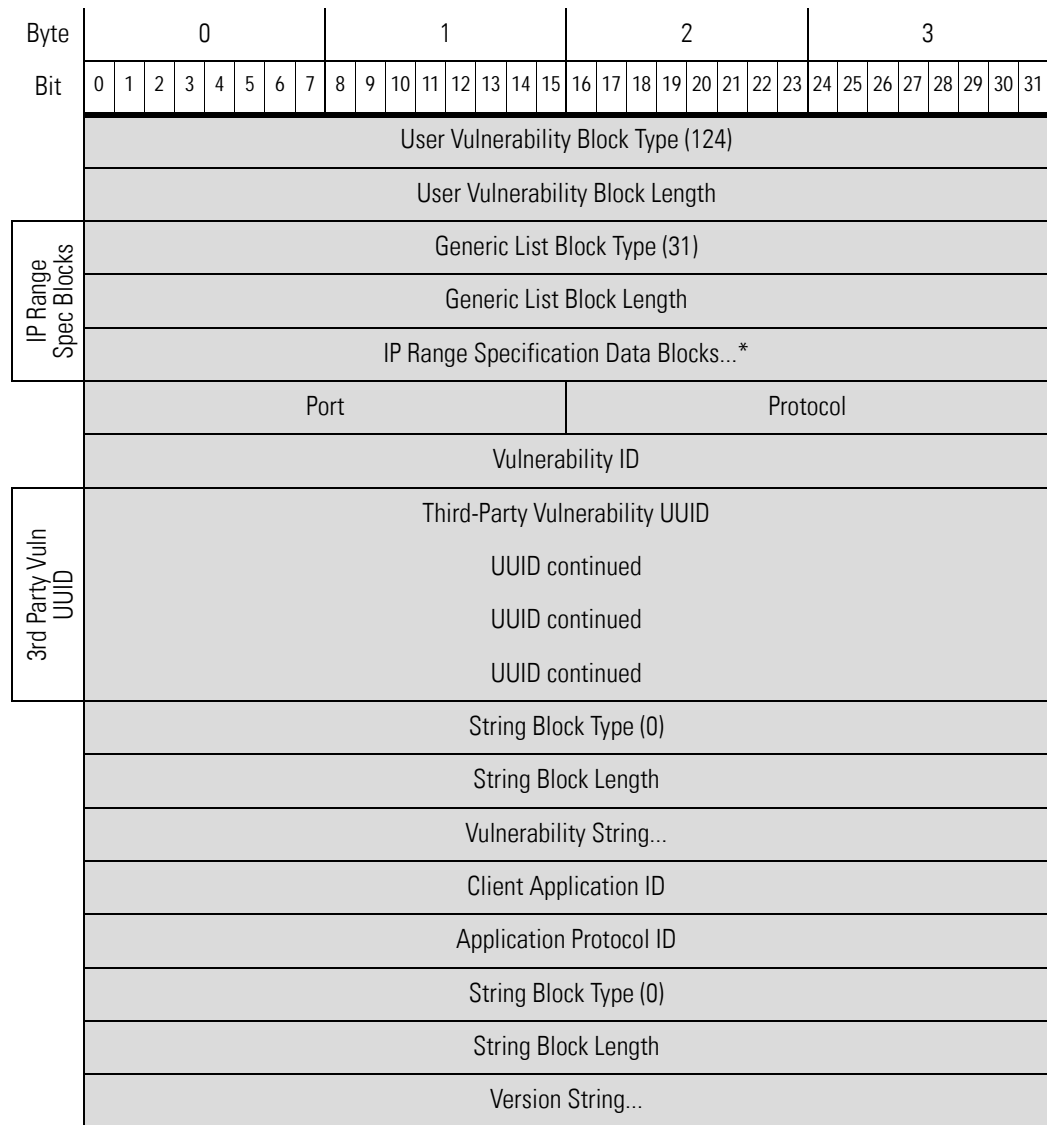 Byte 0 1 2 3
Bit 0 1 2 3 4 5 6 7 8 9 10 11 12 13 14 15 16 17 18 19 20 21 22 23 24 25 26 27 28 29 30 31
User Vulnerability Block Type (124)
User Vulnerability Block Length
IP Range
Spec Blocks
Generic List Block Type (31)
Generic List Block Length
IP Range Specification Data Blocks...*
Port Protocol
Vulnerability ID
3rd Party Vuln
UUID
Third-Party Vulnerability UUID
UUID continued
UUID continued
UUID continued
String Block Type (0)
String Block Length
Vulnerability String...
Client Application ID
Application Protocol ID
String Block Type (0)
String Block Length
Version String...